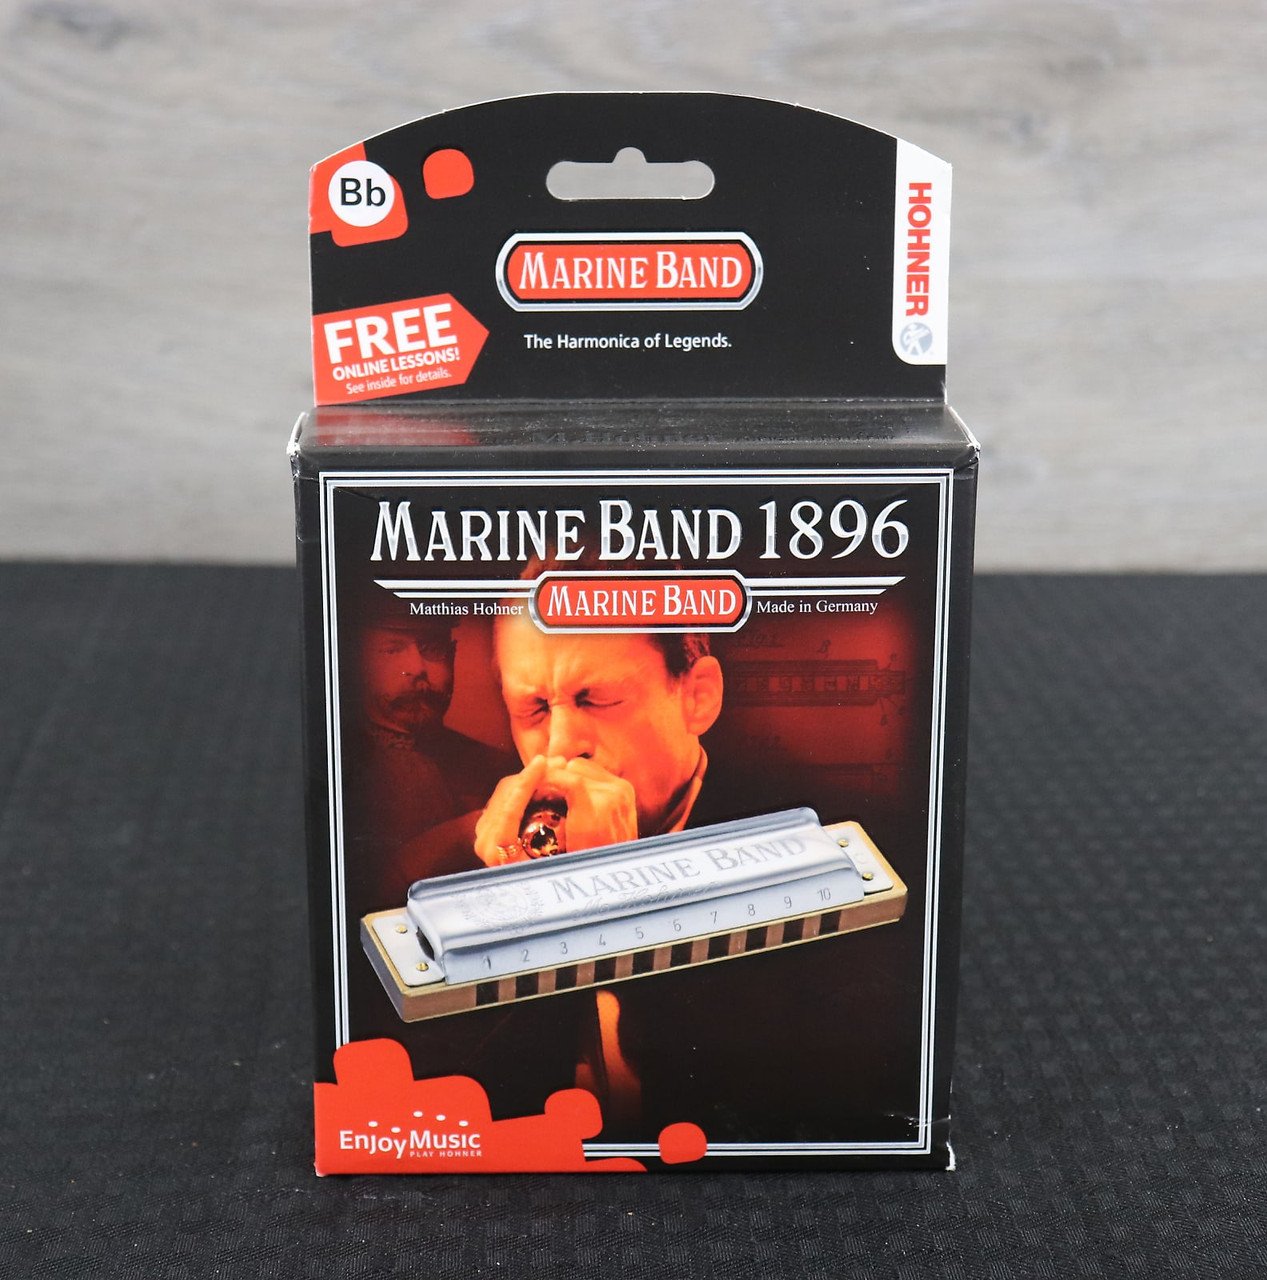 Bb
HOHNER
MARINE BAND
The Harmonica of Legends.
FREE
ONLINE LESSONS!
See inside for details.
MARINE BAND 1896
Matthias Hohner
MARINE BAND
Made in Germany
MARINE BAND
M. Hohner
1 2 3 4 5 6 7 8 9 10
EnjoyMusic
PLAY HOHNER